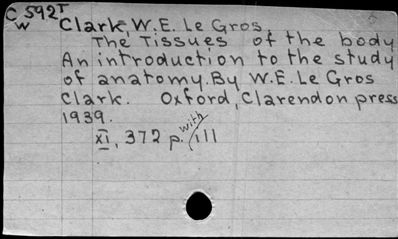 C592T
W
Clark, W.E. Le Gros.
The Tissues of the body
An introduction to the study
of anatomy. By W.E. Le Gros
Clark. Oxford, Clarendon press
1939.
XI, 372 p. with ill